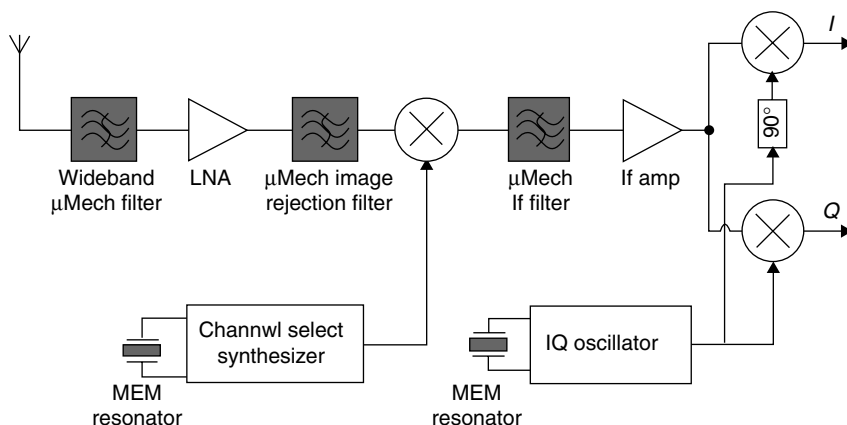 I
90°
Wideband
μMech filter
LNA
μMech image
rejection filter
μMech
If filter
If amp
Q
Channwl select
synthesizer
IQ oscillator
MEM
resonator
MEM
resonator